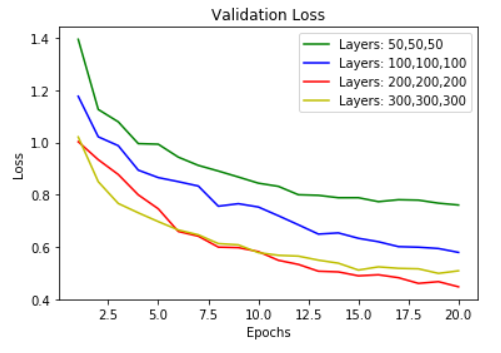 Validation Loss
Layers: 50,50,50
Layers: 100,100,100
Layers: 200,200,200
Layers: 300,300,300
Loss
1.4
1.2
1.0
0.8
0.6
0.4
2.5 5.0 7.5 10.0 12.5 15.0 17.5 20.0
Epochs